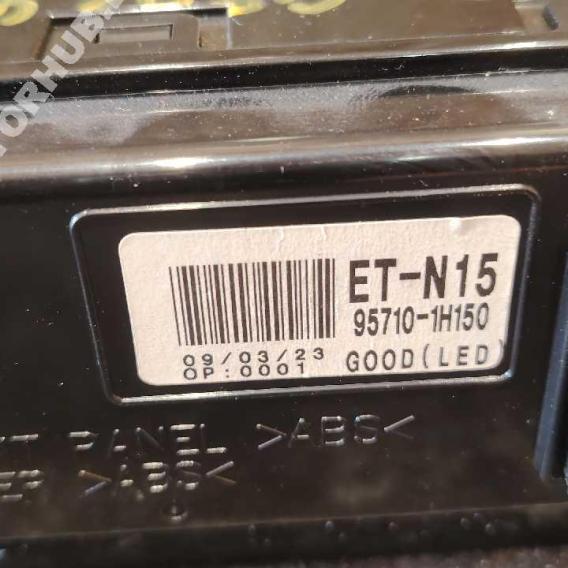 ET-N15
95710-1H150
09/03/23 GOOD(LED)
OP:0001
PANEL >ABS<
>ABS<